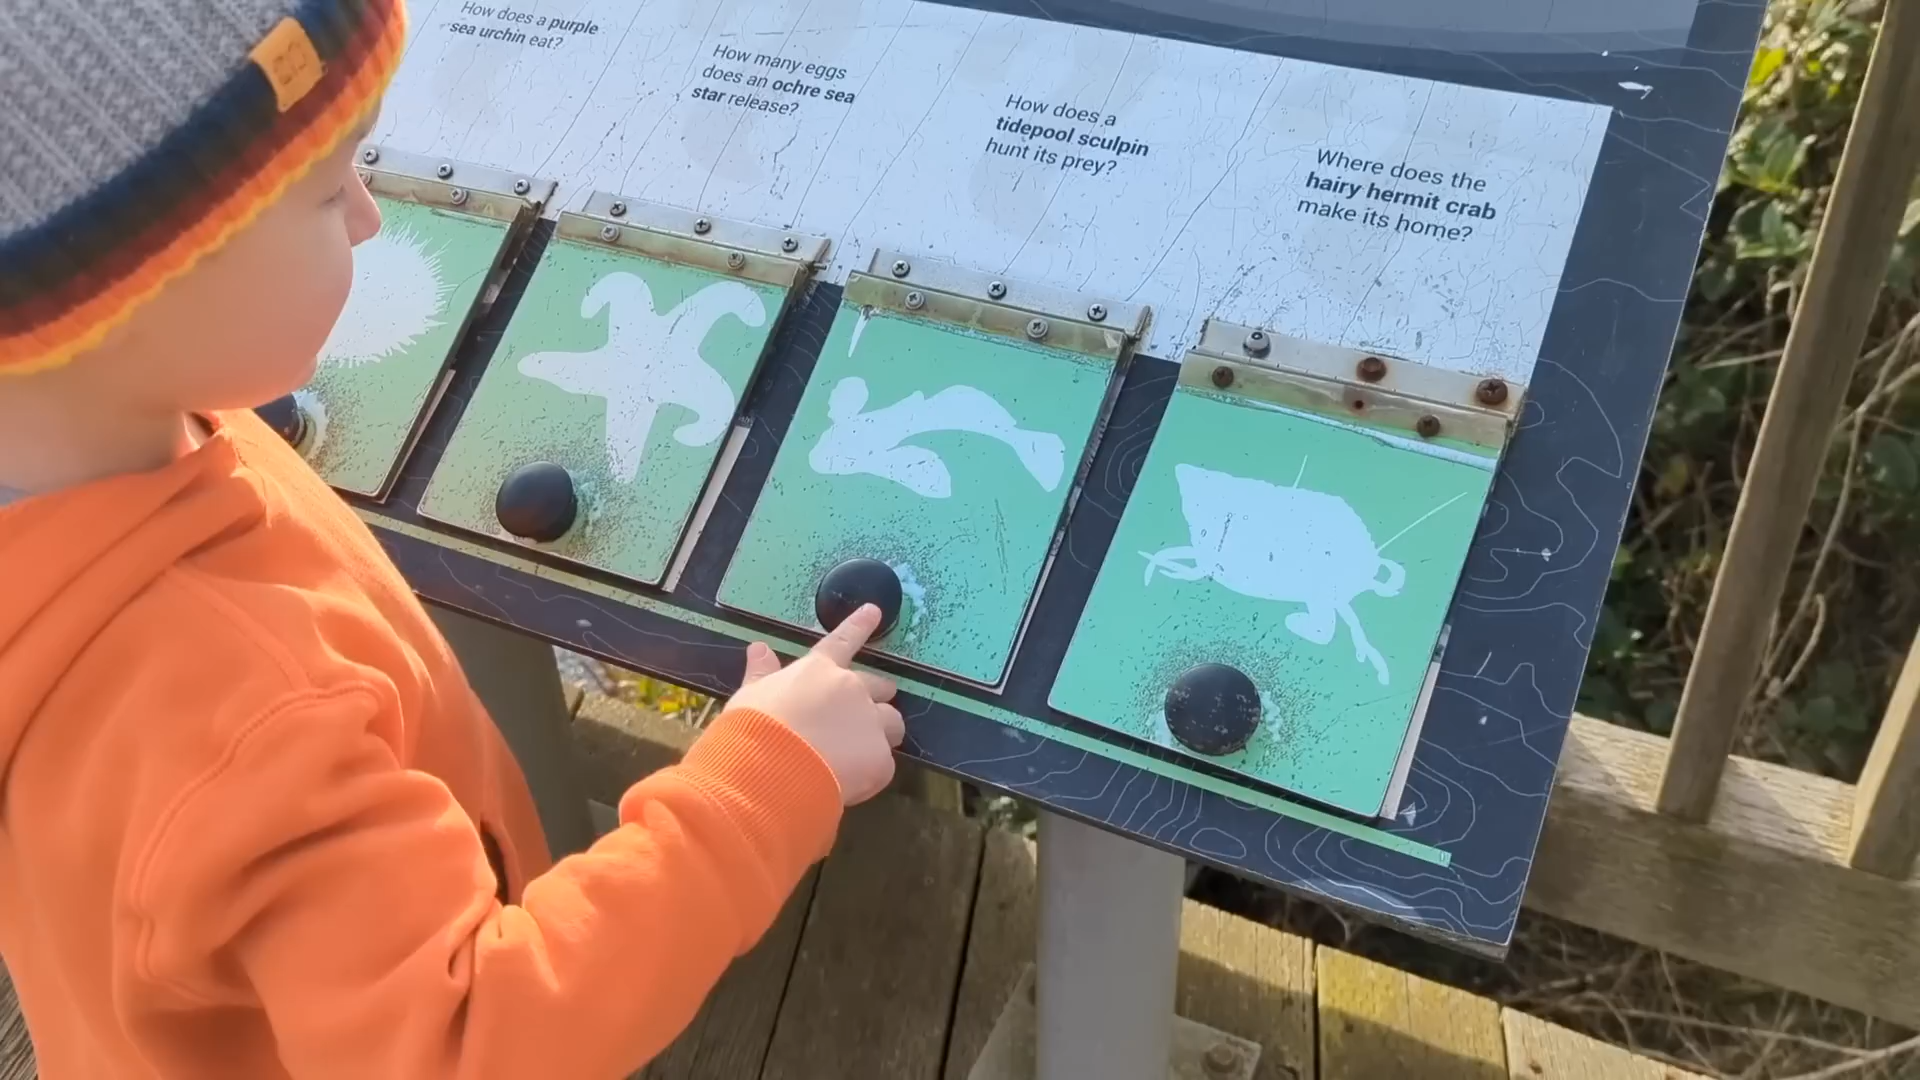 How does a purple
sea urchin eat?
How many eggs
does an ochre sea
star release?
How does a
tidepool sculpin
hunt its prey?
Where does the
hairy hermit crab
make its home?